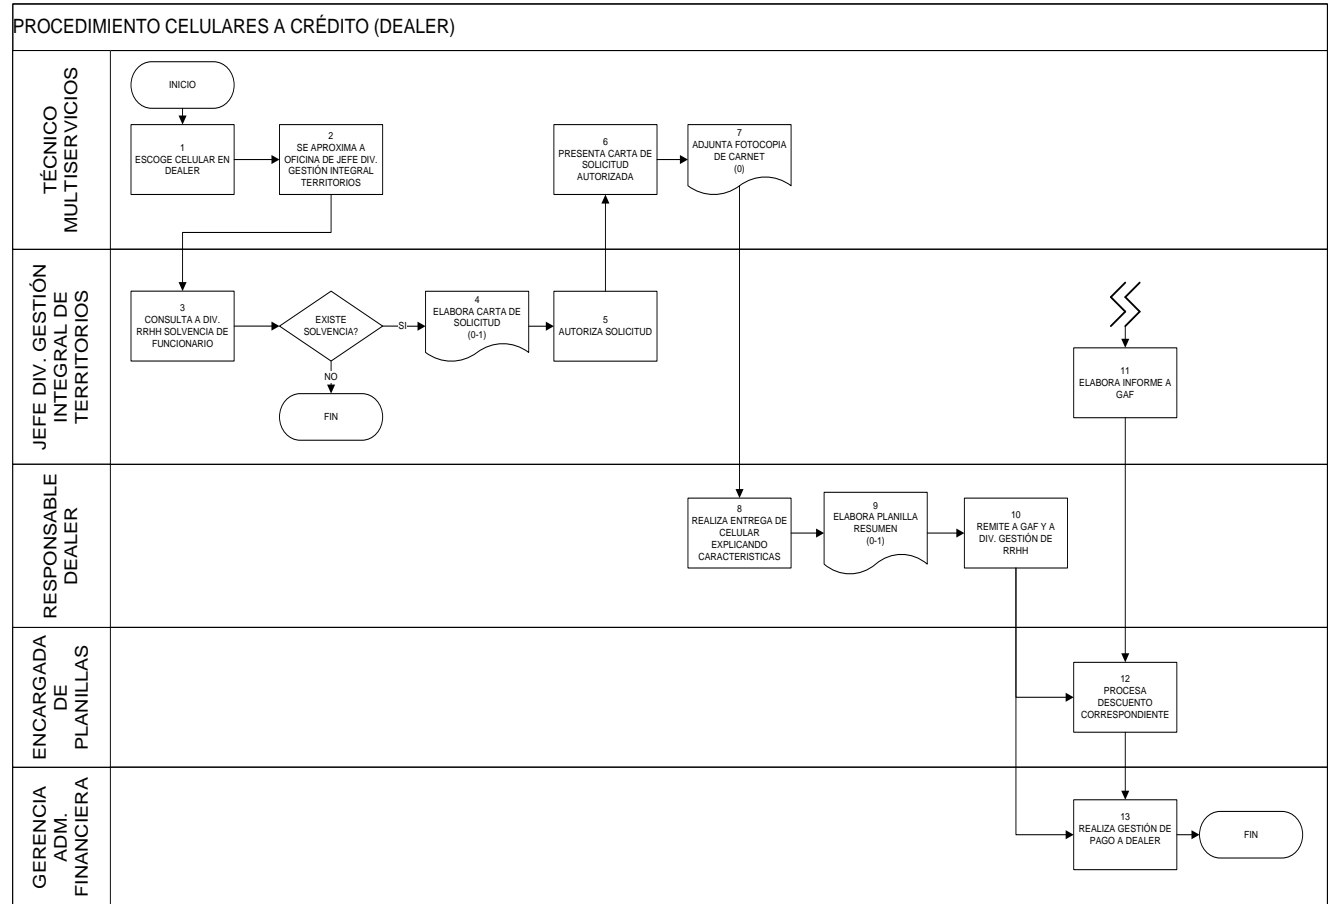 PROCEDIMIENTO CELULARES A CRÉDITO (DEALER)
TÉCNICO
MULTISERVICIOS
INICIO
1
ESCOGE CELULAR EN
DEALER
2
SE APROXIMA A
OFICINA DE JEFE DIV.
GESTIÓN INTEGRAL
TERRITORIOS
6
PRESENTA CARTA DE
SOLICITUD
AUTORIZADA
7
ADJUNTA FOTOCOPIA
DE CARNET
(0)
JEFE DIV. GESTIÓN
INTEGRAL DE
TERRITORIOS
3
CONSULTA A DIV.
RRHH SOLVENCIA DE
FUNCIONARIO
EXISTE
SOLVENCIA?
SI
NO
FIN
4
ELABORA CARTA DE
SOLICITUD
(0-1)
5
AUTORIZA SOLICITUD
11
ELABORA INFORME A
GAF
RESPONSABLE
DEALER
8
REALIZA ENTREGA DE
CELULAR
EXPLICANDO
CARACTERISTICAS
9
ELABORA PLANILLA
RESUMEN
(0-1)
10
REMITE A GAF Y A
DIV. GESTIÓN DE
RRHH
ENCARGADA
DE
PLANILLAS
12
PROCESA
DESCUENTO
CORRESPONDIENTE
GERENCIA
ADM.
FINANCIERA
13
REALIZA GESTIÓN DE
PAGO A DEALER
FIN